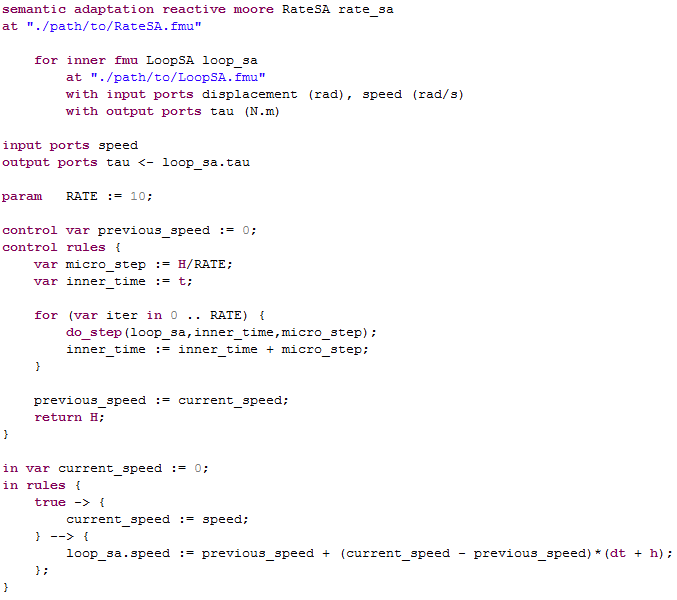 semantic adaptation reactive moore RateSA rate_sa
at "./path/to/RateSA.fmu"
for inner fmu LoopSA loop_sa
at "./path/to/LoopSA.fmu"
with input ports displacement (rad), speed (rad/s)
with output ports tau (N.m)
input ports speed
output ports tau <- loop_sa.tau
param RATE := 10;
control var previous_speed := 0;
control rules {
var micro_step := H/RATE;
var inner_time := t;
for (var iter in 0 .. RATE) {
do_step(loop_sa,inner_time,micro_step);
inner_time := inner_time + micro_step;
}
previous_speed := current_speed;
return H;
}
in var current_speed := 0;
in rules {
true -> {
current_speed := speed;
} --> {
loop_sa.speed := previous_speed + (current_speed - previous_speed)*(dt + h);
};
}